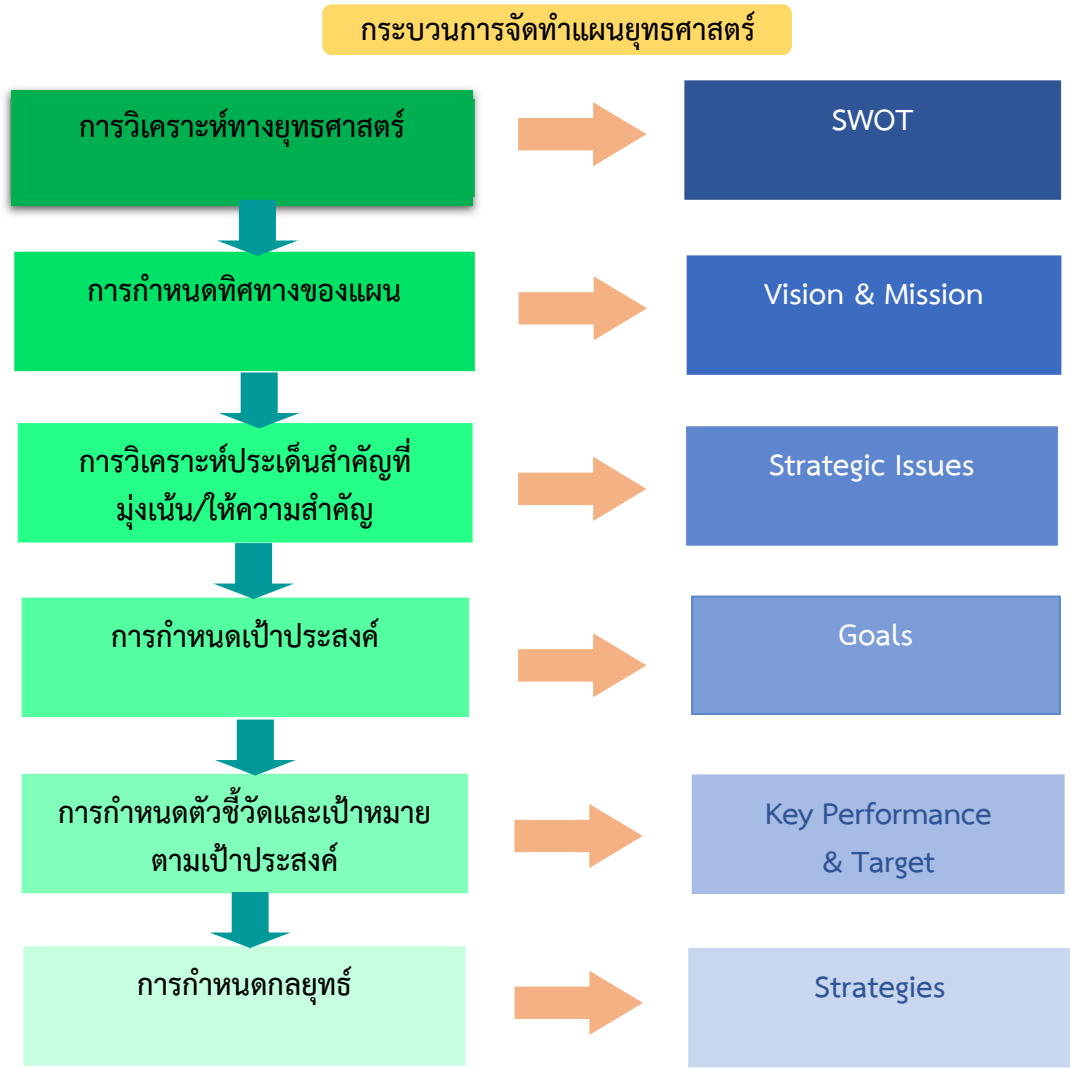 กระบวนการจัดทำแผนยุทธศาสตร์
การวิเคราะห์ทางยุทธศาสตร์
SWOT
การกำหนดทิศทางของแผน
Vision & Mission
การวิเคราะห์ประเด็นสำคัญที่
มุ่งเน้น/ให้ความสำคัญ
Strategic Issues
การกำหนดเป้าประสงค์
Goals
การกำหนดตัวชี้วัดและเป้าหมาย
ตามเป้าประสงค์
Key Performance
& Target
การกำหนดกลยุทธ์
Strategies